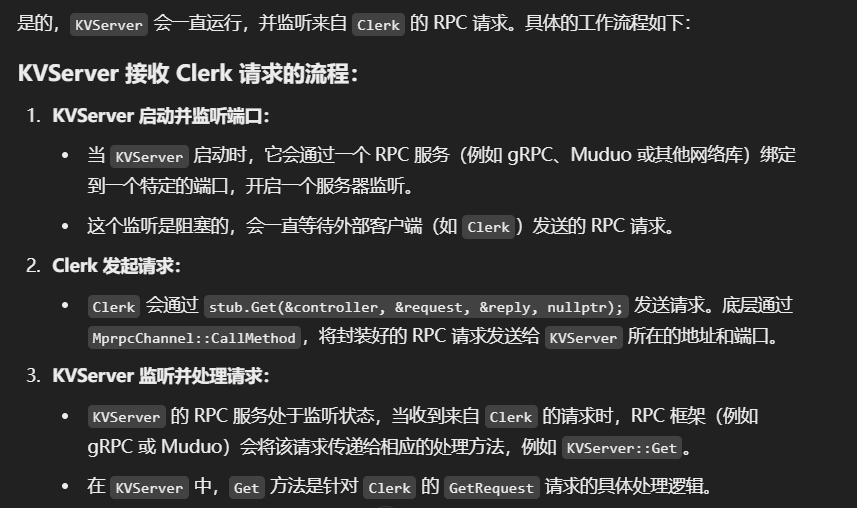 是的，KVServer 会一直运行，并监听来自 Clerk 的 RPC 请求。具体的工作流程如下：
KVServer 接收 Clerk 请求的流程：
1. KVServer 启动并监听端口：
• 当 KVServer 启动时，它会通过一个 RPC 服务（例如 gRPC、Muduo 或其他网络库）绑定
到一个特定的端口，开启一个服务器监听。
• 这个监听是阻塞的，会一直等待外部客户端（如 Clerk）发送的 RPC 请求。
2. Clerk 发起请求：
• Clerk 会通过 stub.Get(&controller, &request, &reply, nullptr); 发送请求。底层通过
MprpcChannel::CallMethod，将封装好的 RPC 请求发送给 KVServer 所在的地址和端口。
3. KVServer 监听并处理请求：
• KVServer 的 RPC 服务处于监听状态，当收到来自 Clerk 的请求时，RPC 框架（例如
gRPC 或 Muduo）会将该请求传递给相应的处理方法，例如 KVServer::Get。
• 在 KVServer 中，Get 方法是针对 Clerk 的 GetRequest 请求的具体处理逻辑。